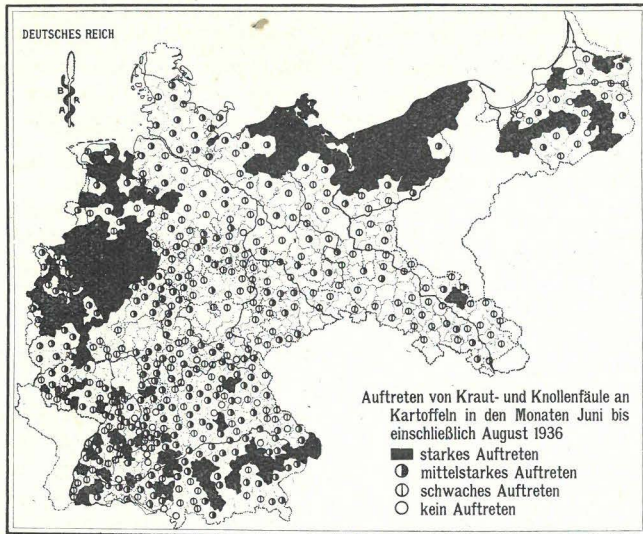 DEUTSCHES REICH
B
R
A
Auftreten von Kraut- und Knollenfäule an
Kartoffeln in den Monaten Juni bis
einschließlich August 1936
starkes Auftreten
mittelstarkes Auftreten
schwaches Auftreten
kein Auftreten